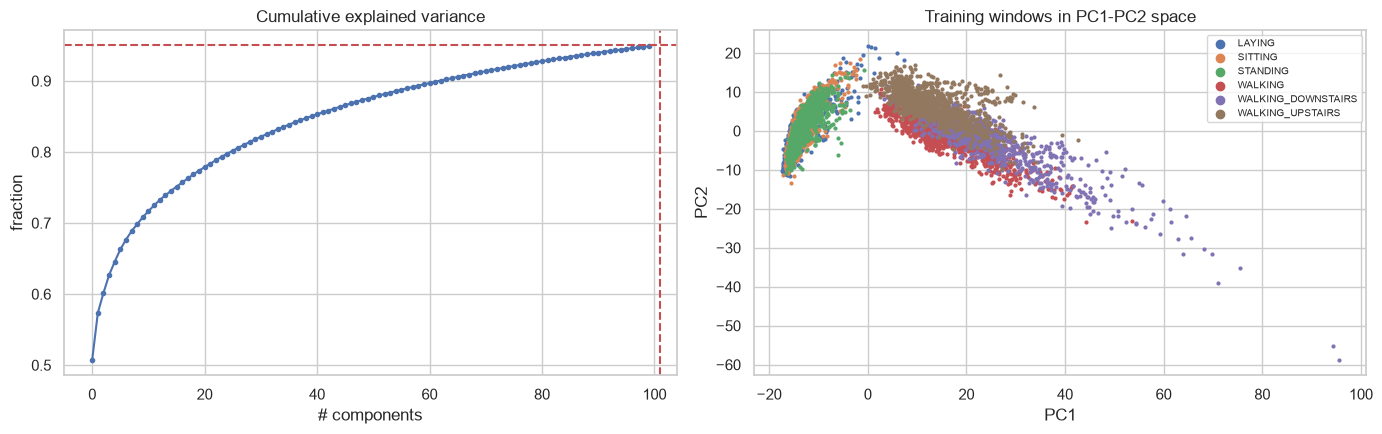 Cumulative explained variance
fraction
0.9
0.8
0.7
0.6
0.5
0 20 40 60 80 100
# components
Training windows in PC1-PC2 space
PC2
20
10
0
−10
−20
−30
−40
−50
−60
−20 0 20 40 60 80 100
PC1
LAYING
SITTING
STANDING
WALKING
WALKING_DOWNSTAIRS
WALKING_UPSTAIRS